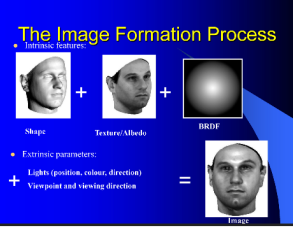 The Image Formation Process
● Intrinsic features:
+ +
Shape
Texture/Albedo
BRDF
● Extrinsic parameters:
+ Lights (position, colour, direction)
Viewpoint and viewing direction
=
Image